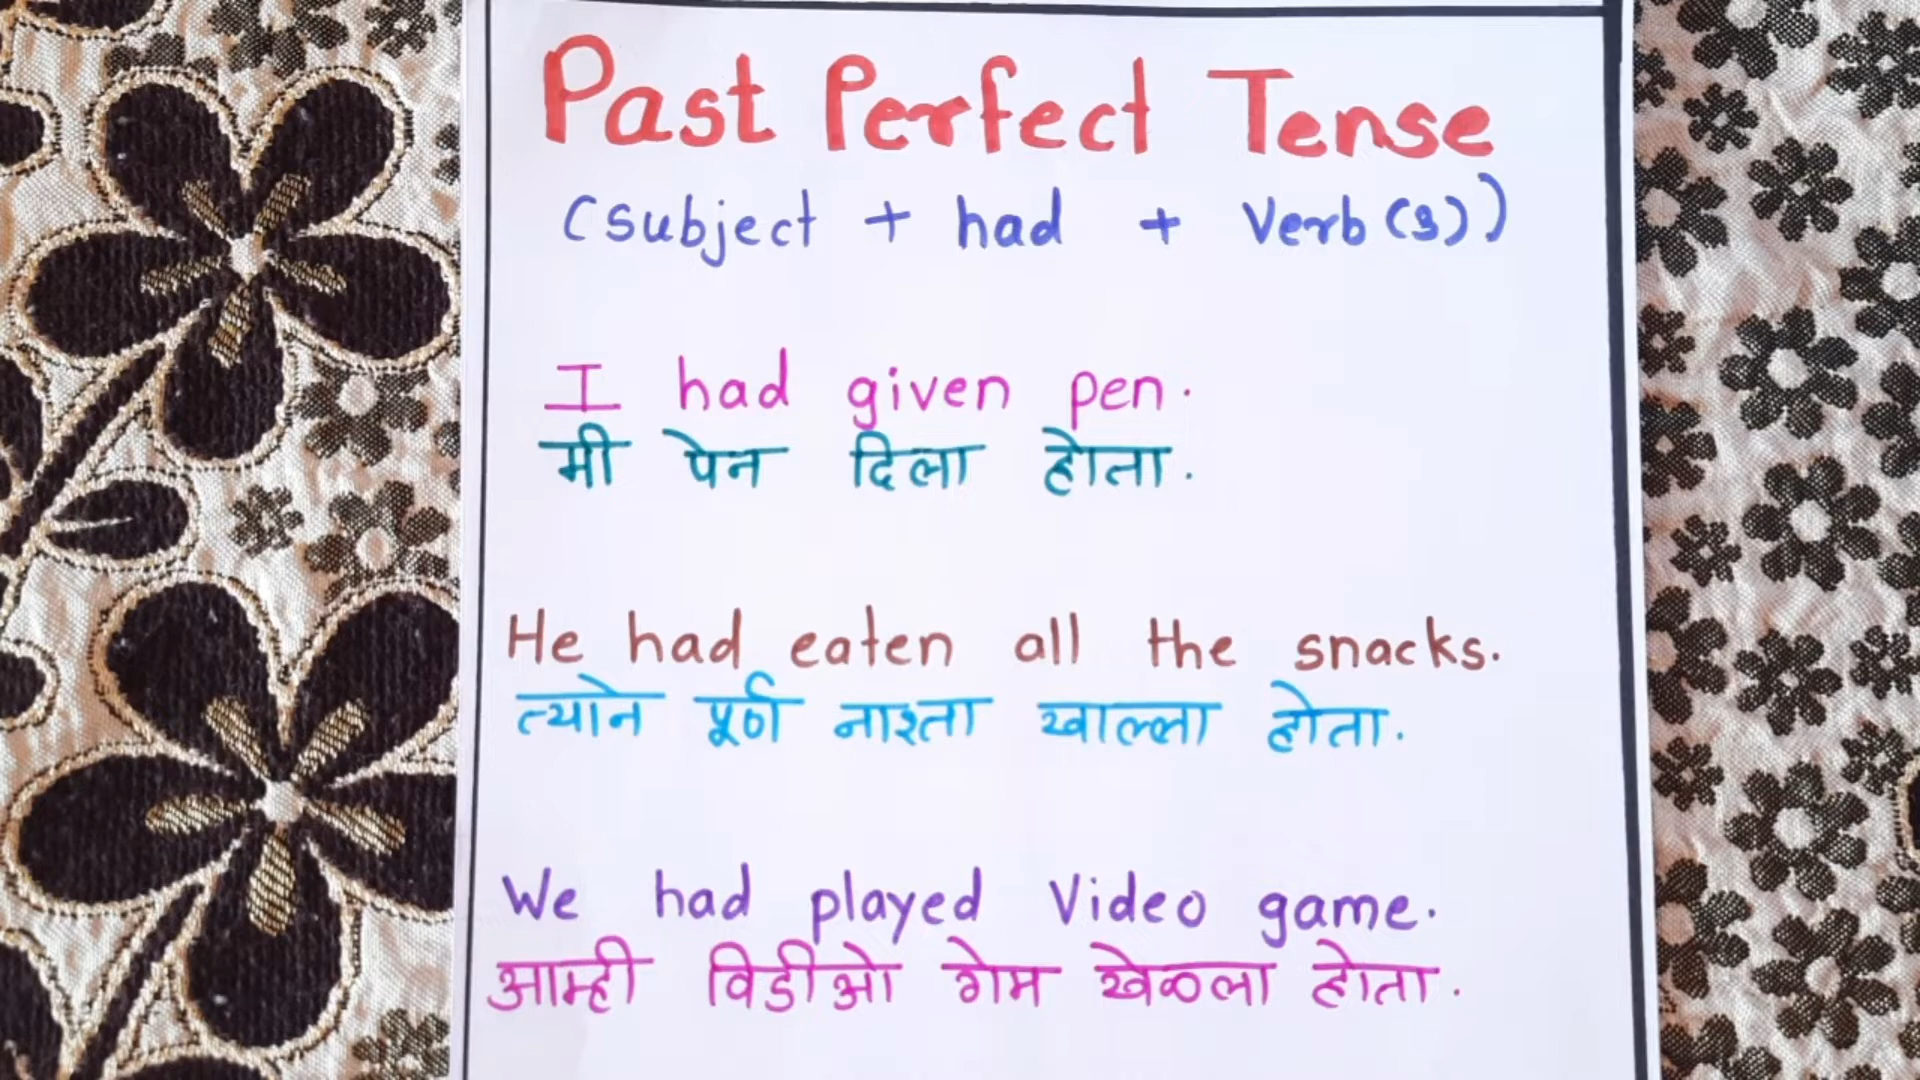 Past Perfect Tense
(subject + had + Verb (3))
I had given pen.
मी पेन दिला होता.
He had eaten all the snacks.
त्याने पूर्ण नाश्ता खाल्ला होता.
We had played Video game.
आम्ही विडीओ गेम खेळला होता.